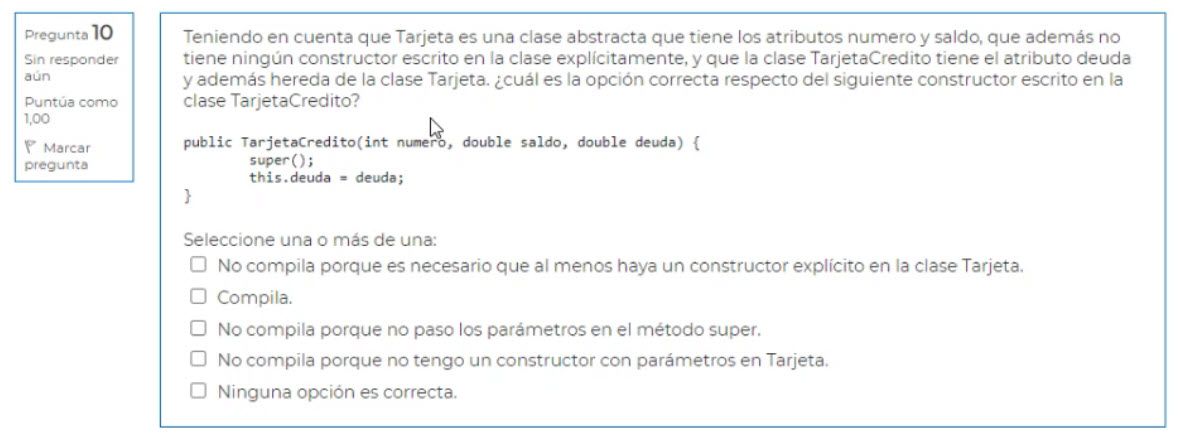 Pregunta 10
Sin responder
aún
Puntúa como
1,00
Marcar
pregunta
Teniendo en cuenta que Tarjeta es una clase abstracta que tiene los atributos numero y saldo, que además no
tiene ningún constructor escrito en la clase explícitamente, y que la clase TarjetaCredito tiene el atributo deuda
y además hereda de la clase Tarjeta. ¿cuál es la opción correcta respecto del siguiente constructor escrito en la
clase TarjetaCredito?
public TarjetaCredito(int numero, double saldo, double deuda) {
super();
this.deuda = deuda;
}
Seleccione una o más de una:
No compila porque es necesario que al menos haya un constructor explícito en la clase Tarjeta.
Compila.
No compila porque no paso los parámetros en el método super.
No compila porque no tengo un constructor con parámetros en Tarjeta.
Ninguna opción es correcta.